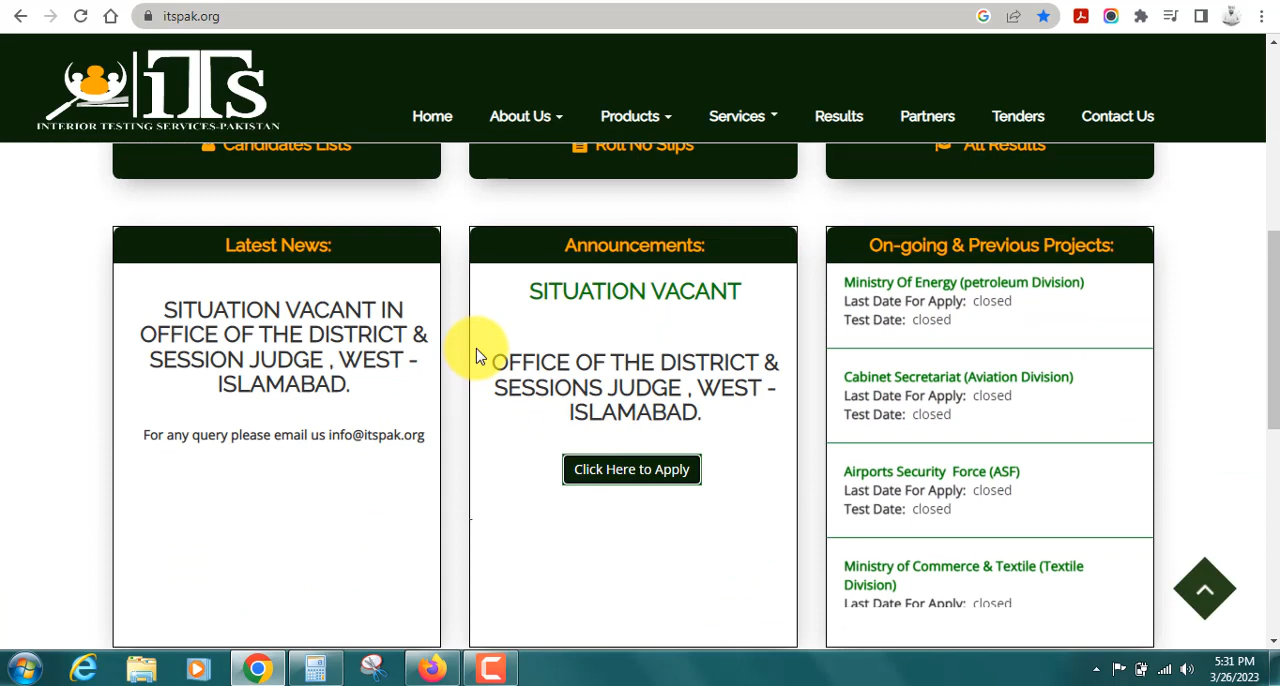 itspak.org
iTs
INTERIOR TESTING SERVICES-PAKISTAN
Home
About Us
Products
Services
Results
Partners
Tenders
Contact Us
Candidates Lists
Roll No Slips
All Results
Latest News:
SITUATION VACANT IN
OFFICE OF THE DISTRICT &
SESSION JUDGE , WEST -
ISLAMABAD.
For any query please email us info@itspak.org
Announcements:
SITUATION VACANT
OFFICE OF THE DISTRICT &
SESSIONS JUDGE , WEST -
ISLAMABAD.
Click Here to Apply
On-going & Previous Projects:
Ministry Of Energy (petroleum Division)
Last Date For Apply: closed
Test Date: closed
Cabinet Secretariat (Aviation Division)
Last Date For Apply: closed
Test Date: closed
Airports Security Force (ASF)
Last Date For Apply: closed
Test Date: closed
Ministry of Commerce & Textile (Textile
Division)
Last Date For Apply: closed
5:31 PM
3/26/2023